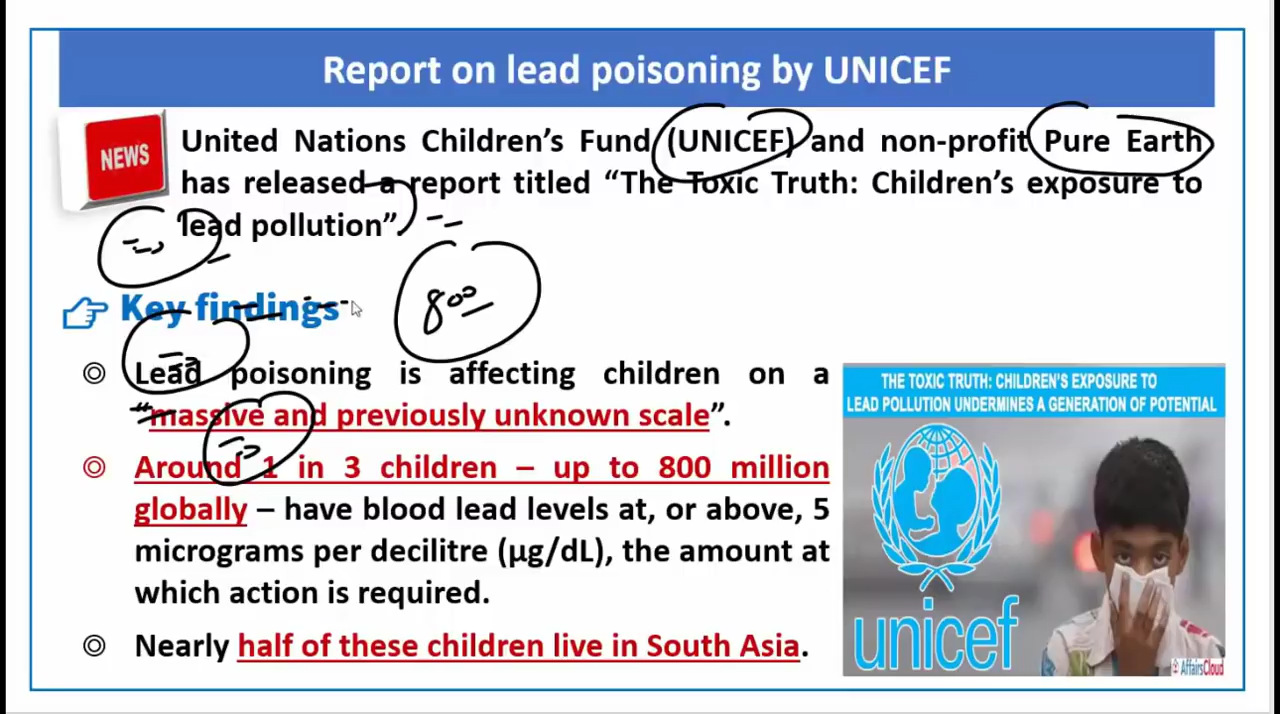 Report on lead poisoning by UNICEF
NEWS
United Nations Children's Fund (UNICEF) and non-profit Pure Earth
has released a report titled “The Toxic Truth: Children's exposure to
lead pollution”.
800
Key findings
Lead poisoning is affecting children on a
“massive and previously unknown scale”.
Around 1 in 3 children – up to 800 million
globally – have blood lead levels at, or above, 5
micrograms per decilitre (µg/dL), the amount at
which action is required.
Nearly half of these children live in South Asia.
THE TOXIC TRUTH: CHILDREN'S EXPOSURE TO
LEAD POLLUTION UNDERMINES A GENERATION OF POTENTIAL
unicef
AffairsCloud